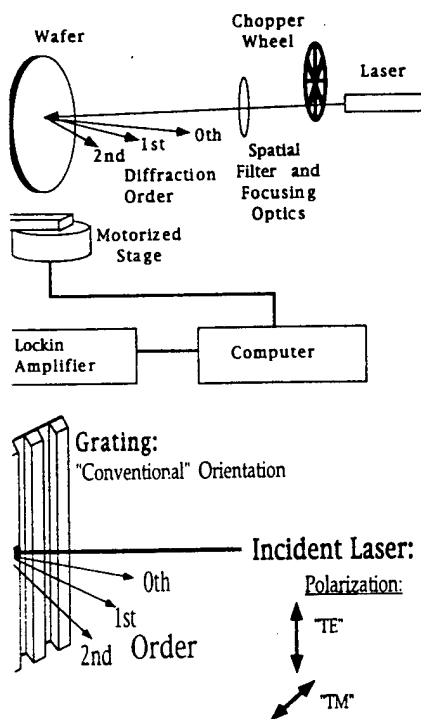 Wafer
Chopper
Wheel
Laser
0th
1st
2nd
Diffraction
Order
Spatial
Filter and
Focusing
Optics
Motorized
Stage
Lockin
Amplifier
Computer
Grating:
"Conventional" Orientation
Incident Laser:
0th
1st
2nd Order
Polarization:
"TE"
"TM"